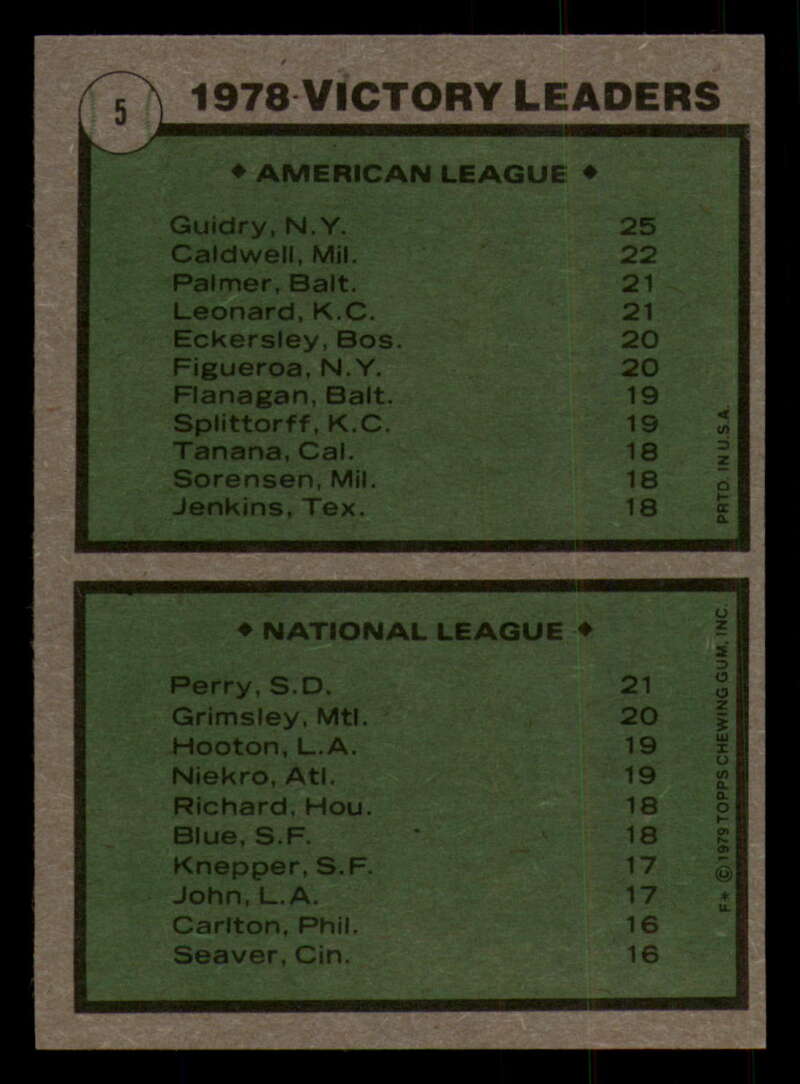 5
1978 VICTORY LEADERS
♦ AMERICAN LEAGUE ♦
Guidry, N.Y. 25
Caldwell, Mil. 22
Palmer, Balt. 21
Leonard, K.C. 21
Eckersley, Bos. 20
Figueroa, N.Y. 20
Flanagan, Balt. 19
Splittorff, K.C. 19
Tanana, Cal. 18
Sorensen, Mil. 18
Jenkins, Tex. 18
PRTD. IN U.S.A.
♦ NATIONAL LEAGUE ♦
Perry, S.D. 21
Grimsley, Mtl. 20
Hooton, L.A. 19
Niekro, Atl. 19
Richard, Hou. 18
Blue, S.F. 18
Knepper, S.F. 17
John, L.A. 17
Carlton, Phil. 16
Seaver, Cin. 16
F* © 1979 TOPPS CHEWING GUM, INC.